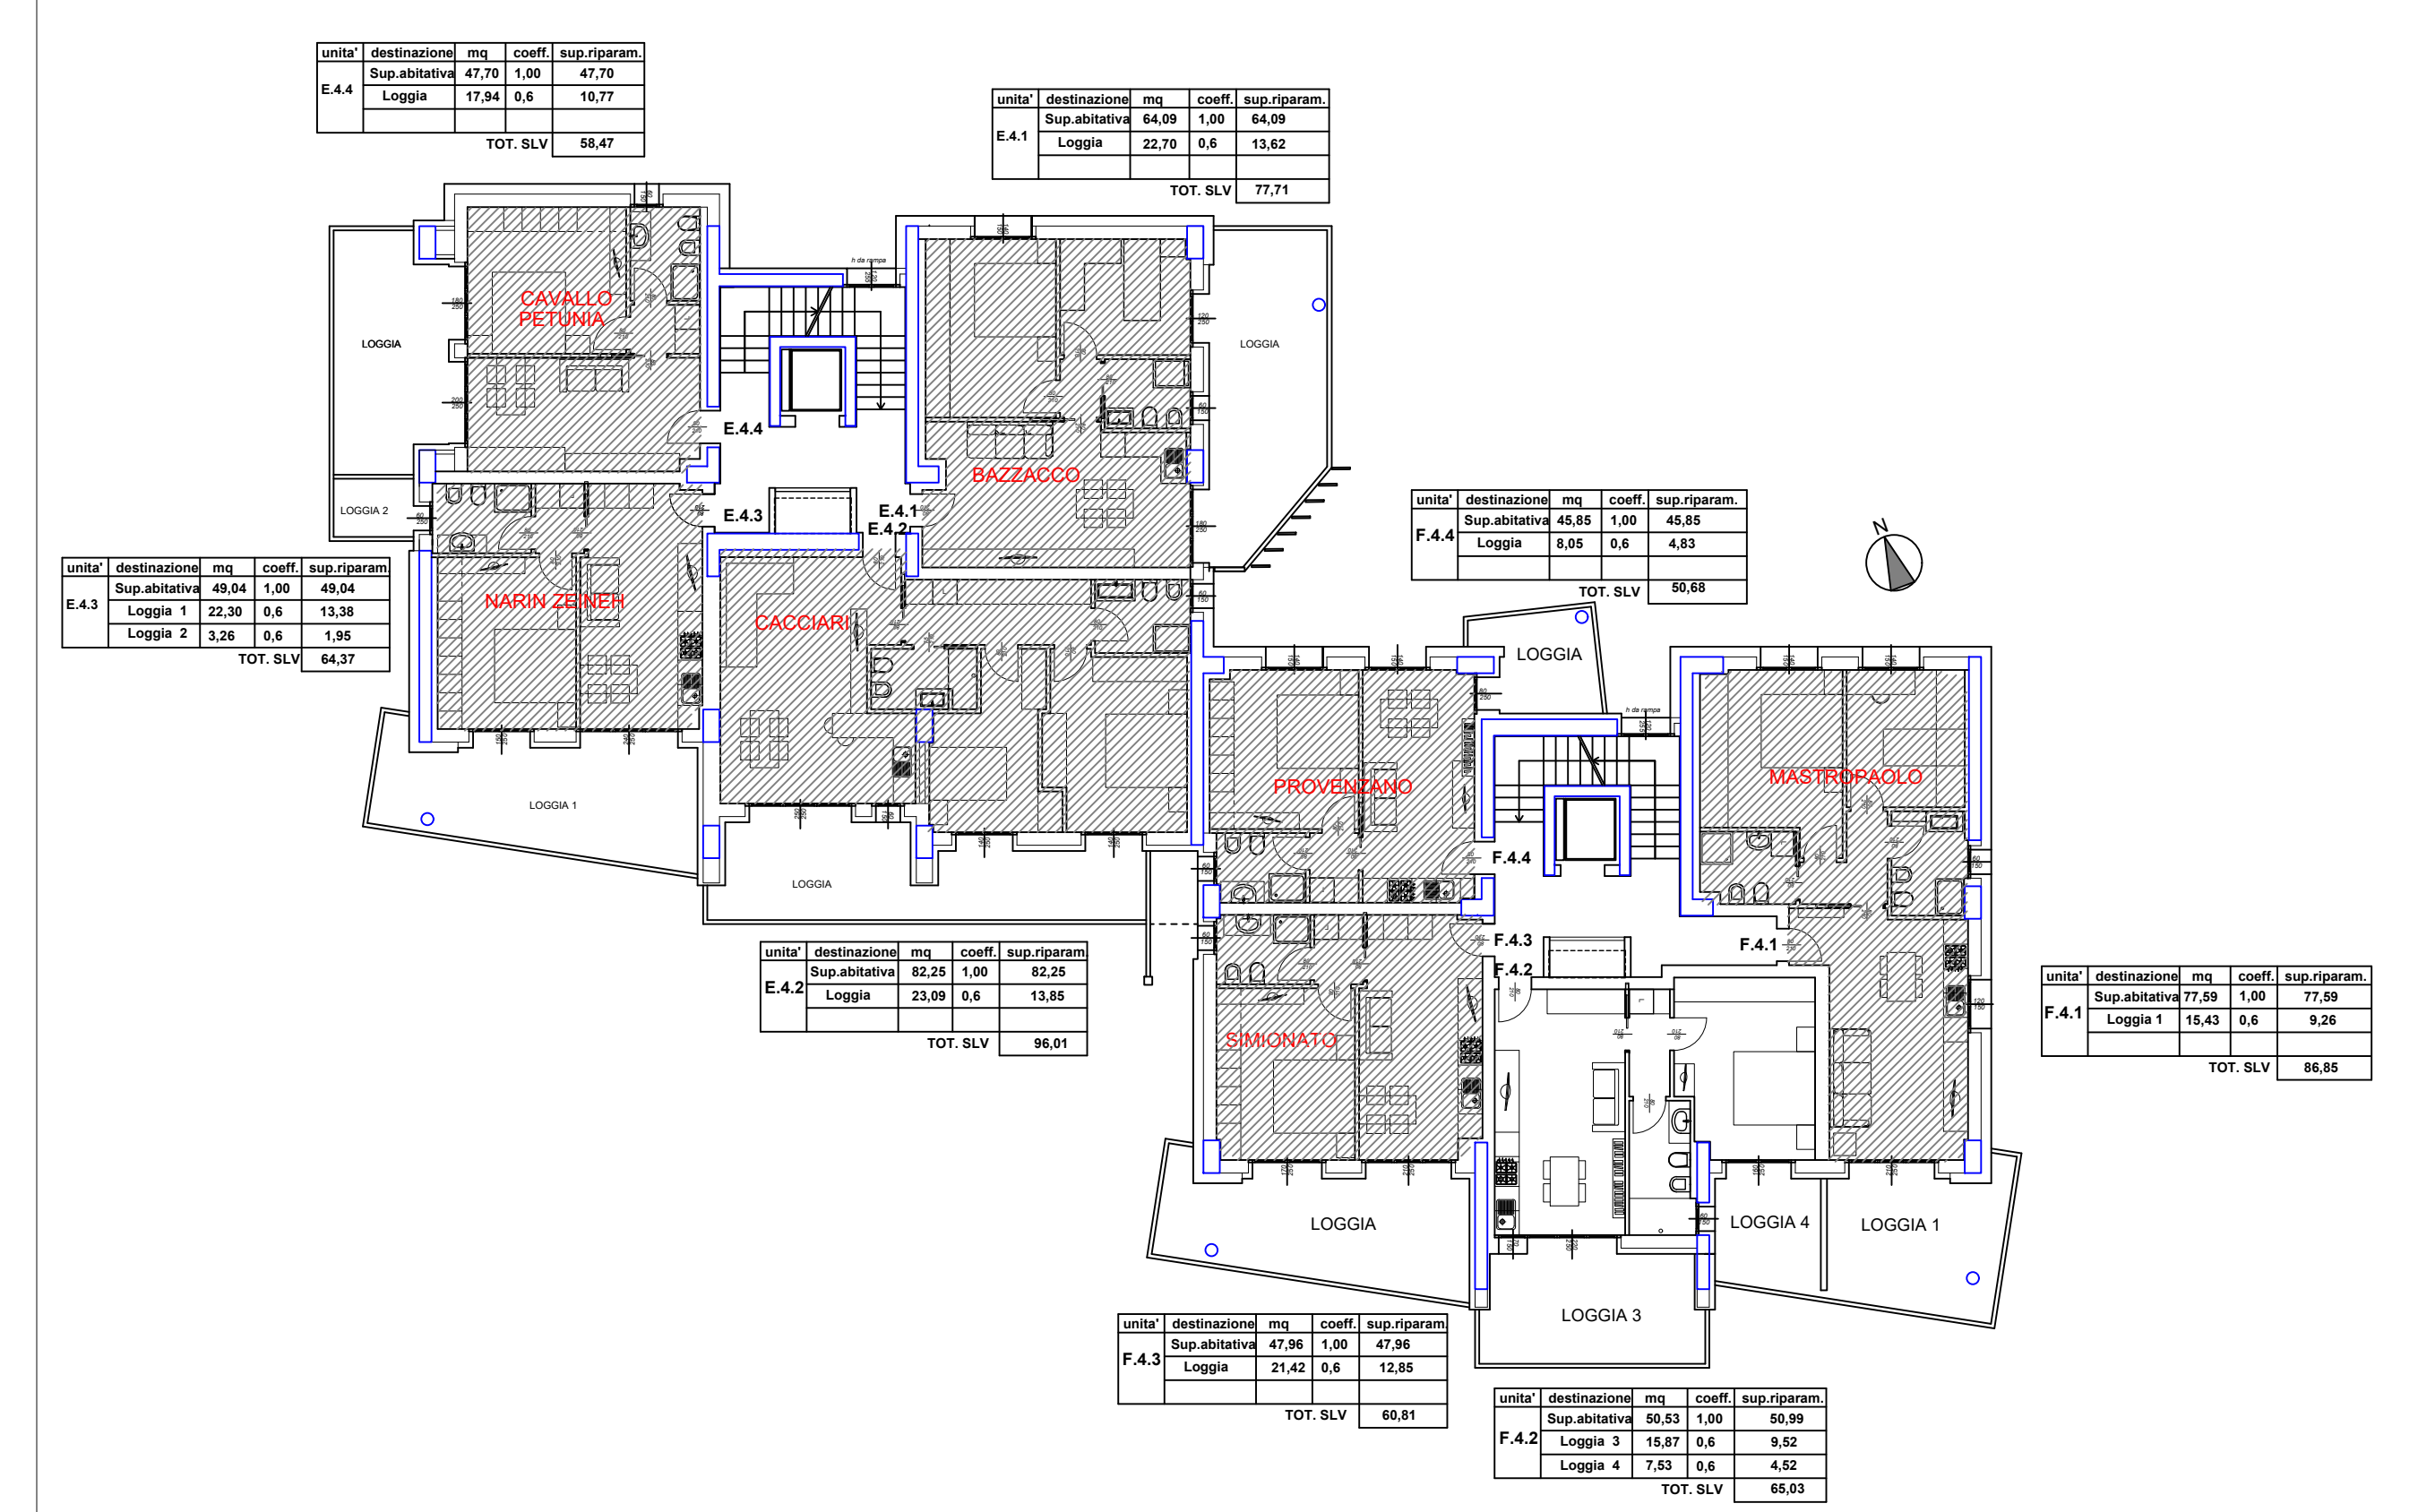 unita' destinazione mq coeff. sup.riparam.
E.4.4
Sup.abitativa 47,70 1,00 47,70
Loggia 17,94 0,6 10,77
TOT. SLV 58,47
unita' destinazione mq coeff. sup.riparam.
E.4.1
Sup.abitativa 64,09 1,00 64,09
Loggia 22,70 0,6 13,62
TOT. SLV 77,71
h da rampa
CAVALLO
PETUNIA
LOGGIA
LOGGIA
E.4.4
BAZZACCO
LOGGIA 2
E.4.3
E.4.1
E.4.2
unita' destinazione mq coeff. sup.riparam.
F.4.4
Sup.abitativa 45,85 1,00 45,85
Loggia 8,05 0,6 4,83
TOT. SLV 50,68
N
unita' destinazione mq coeff. sup.riparam.
E.4.3
Sup.abitativa 49,04 1,00 49,04
Loggia 1 22,30 0,6 13,38
Loggia 2 3,26 0,6 1,95
TOT. SLV 64,37
NARIN ZEINEH
CACCIARI
LOGGIA
h da rampa
PROVENZANO
MASTROPAOLO
LOGGIA 1
F.4.4
LOGGIA
F.4.3
F.4.1
F.4.2
unita' destinazione mq coeff. sup.riparam.
E.4.2
Sup.abitativa 82,25 1,00 82,25
Loggia 23,09 0,6 13,85
TOT. SLV 96,01
unita' destinazione mq coeff. sup.riparam.
F.4.1
Sup.abitativa 77,59 1,00 77,59
Loggia 1 15,43 0,6 9,26
TOT. SLV 86,85
SIMIONATO
LOGGIA
LOGGIA 4
LOGGIA 1
LOGGIA 3
unita' destinazione mq coeff. sup.riparam.
F.4.3
Sup.abitativa 47,96 1,00 47,96
Loggia 21,42 0,6 12,85
TOT. SLV 60,81
unita' destinazione mq coeff. sup.riparam.
F.4.2
Sup.abitativa 50,53 1,00 50,99
Loggia 3 15,87 0,6 9,52
Loggia 4 7,53 0,6 4,52
TOT. SLV 65,03